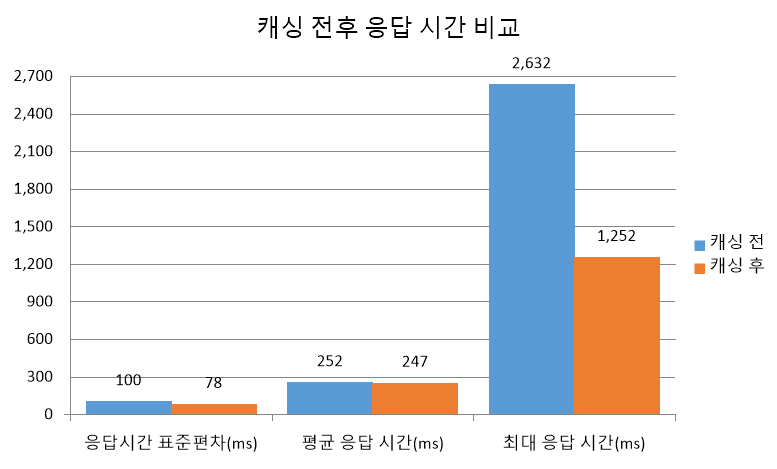 캐싱 전후 응답 시간 비교
2,700
2,400
2,100
1,800
1,500
1,200
900
600
300
0
100
78
252
247
2,632
1,252
응답시간 표준편차(ms)
평균 응답 시간(ms)
최대 응답 시간(ms)
캐싱 전
캐싱 후